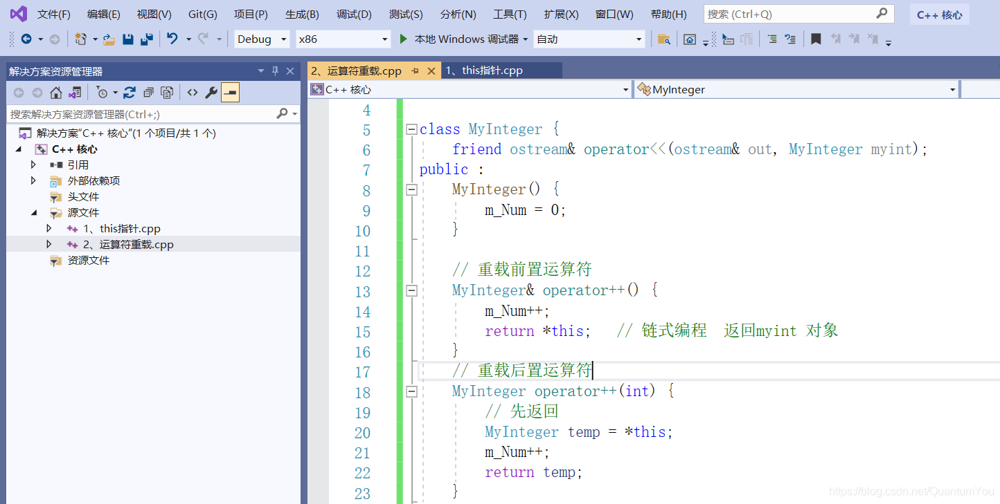 文件(F) 编辑(E) 视图(V) Git(G) 项目(P) 生成(B) 调试(D) 测试(S) 分析(N) 工具(T) 扩展(X) 窗口(W) 帮助(H) 搜索 (Ctrl+Q) C++ 核心
Debug x86 本地 Windows 调试器 自动
解决方案资源管理器
搜索解决方案资源管理器(Ctrl+;)
解决方案"C++ 核心"(1 个项目/共 1 个)
C++ 核心
引用
外部依赖项
头文件
源文件
1、this指针.cpp
2、运算符重载.cpp
资源文件
2、运算符重载.cpp 1、this指针.cpp
C++ 核心 MyInteger
4
5 class MyInteger {
6 friend ostream& operator<<(ostream& out, MyInteger myint);
7 public :
8 MyInteger() {
9 m_Num = 0;
10 }
11
12 // 重载前置运算符
13 MyInteger& operator++() {
14 m_Num++;
15 return *this; // 链式编程 返回myint 对象
16 }
17 // 重载后置运算符
18 MyInteger operator++(int) {
19 // 先返回
20 MyInteger temp = *this;
21 m_Num++;
22 return temp;
23 }
https://blog.csdn.net/QuantumYou